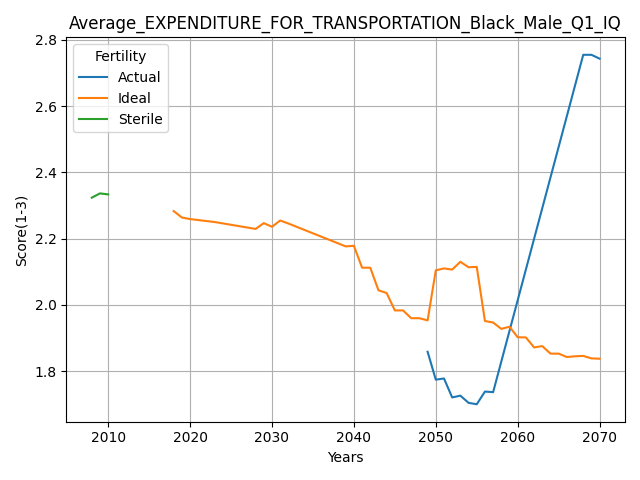 Average_EXPENDITURE_FOR_TRANSPORTATION_Black_Male_Q1_IQ
Fertility
Actual
Ideal
Sterile
Score(1-3)
2.8
2.6
2.4
2.2
2.0
1.8
2010 2020 2030 2040 2050 2060 2070
Years